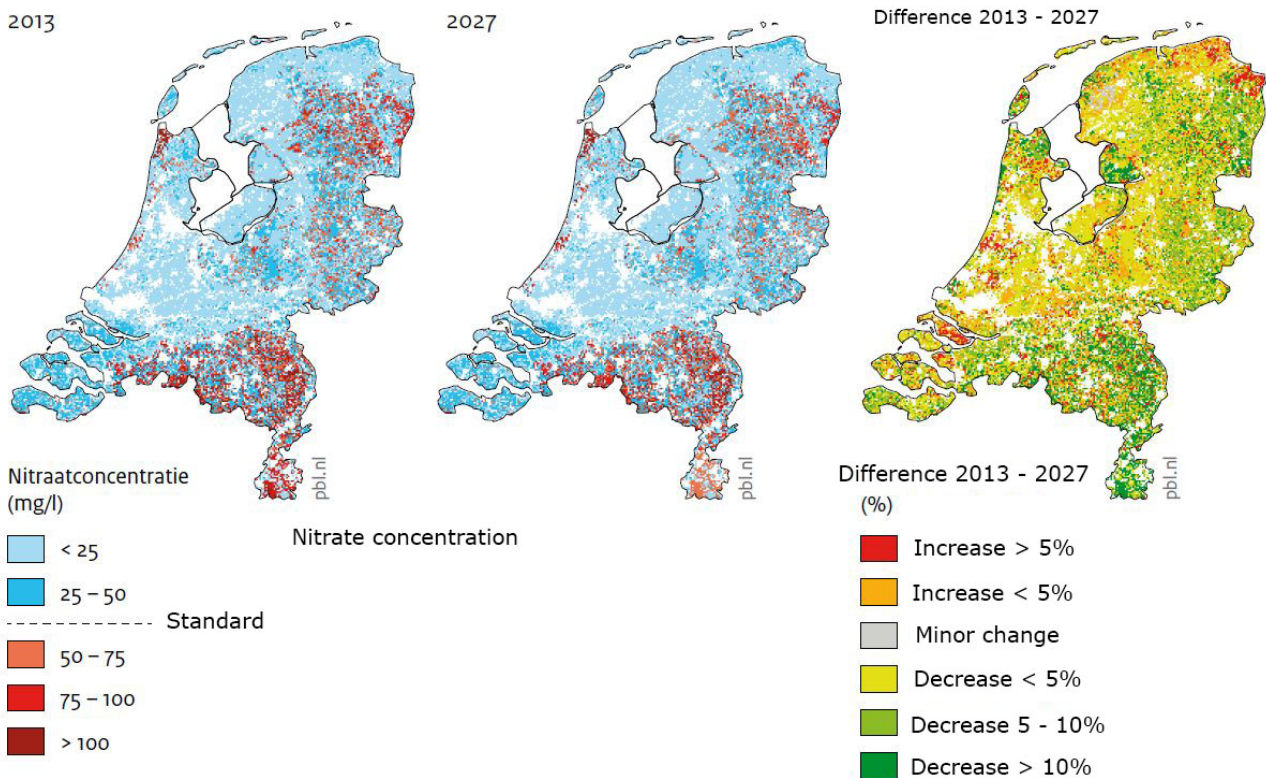 2013
2027
Difference 2013 - 2027
pbl.nl
pbl.nl
pbl.nl
Nitraatconcentratie
(mg/l)
< 25
25 – 50
Standard
50 – 75
75 – 100
> 100
Nitrate concentration
Difference 2013 - 2027
(%)
Increase > 5%
Increase < 5%
Minor change
Decrease < 5%
Decrease 5 - 10%
Decrease > 10%